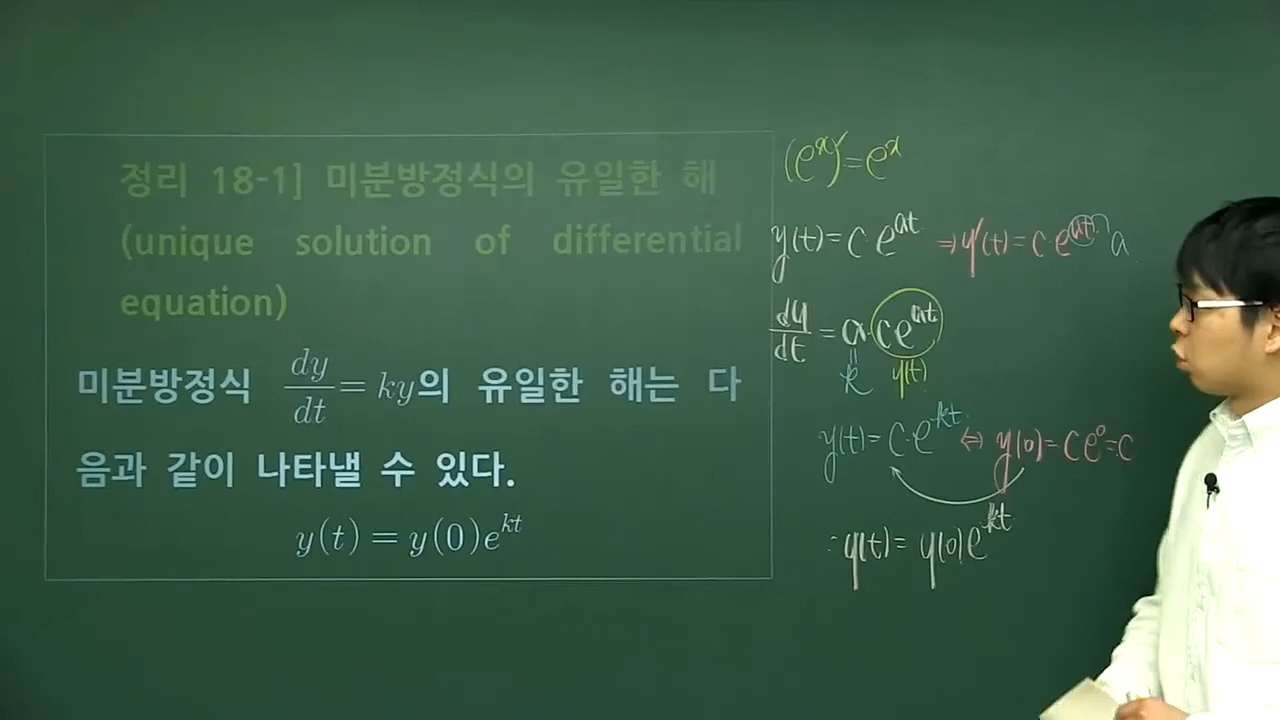 정리 18-1] 미분방정식의 유일한 해
(unique solution of differential
equation)
미분방정식 dy/dt = ky의 유일한 해는 다
음과 같이 나타낼 수 있다.
y(t) = y(0)e^{kt}
(e^x)' = e^x
y(t) = c·e^{at} ⇒ y'(t) = c·e^{at}·a
dy/dt = a·ce^{at}
k y(t)
y(t) = c·e^{kt} ⇔ y(0) = ce^0 = c
∴ y(t) = y(0)e^{kt}